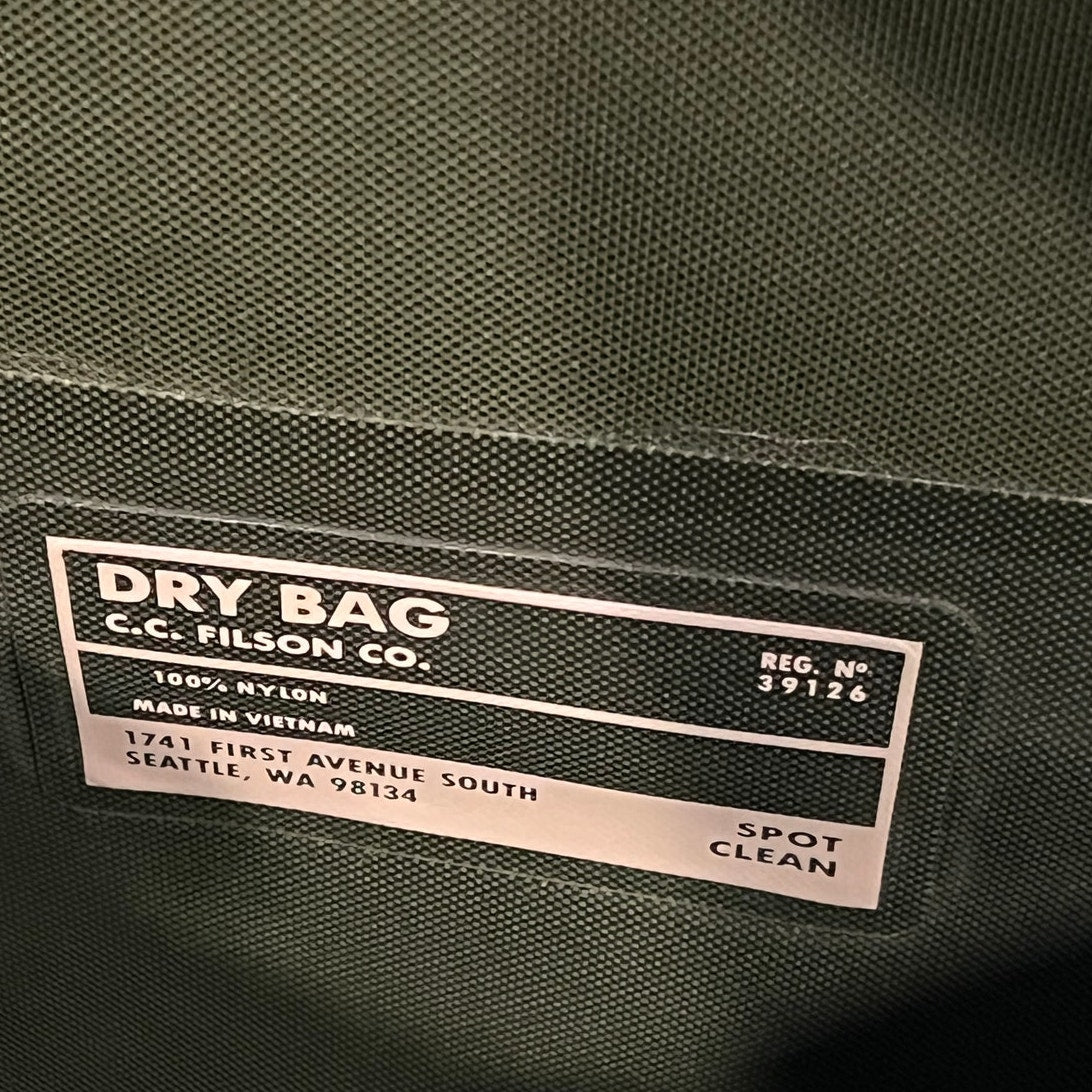 DRY BAG
C.C. FILSON CO.
REG. Nº.
39126
100% NYLON
MADE IN VIETNAM
1741 FIRST AVENUE SOUTH
SEATTLE, WA 98134
SPOT
CLEAN